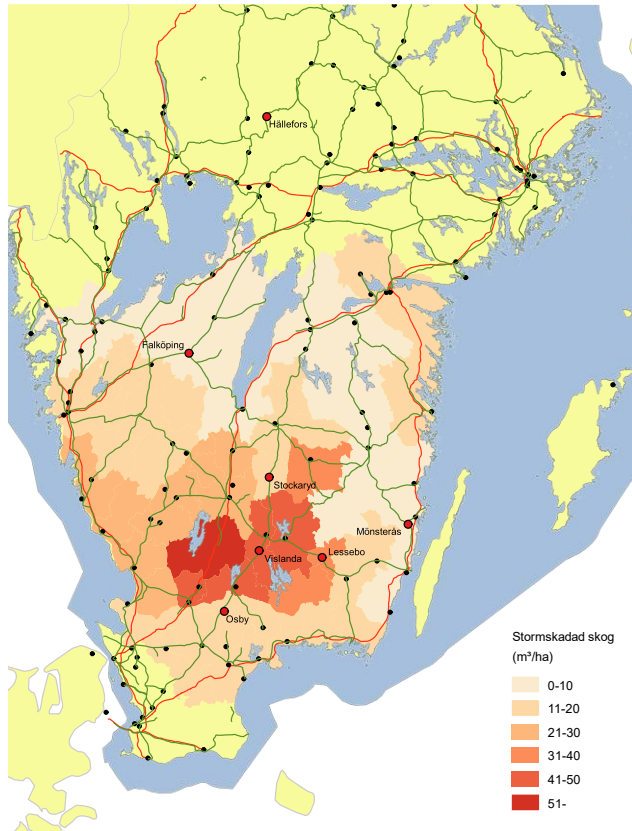 Hällefors
Falköping
Stockaryd
Mönsterås
Vislanda
Lessebo
Osby
Stormskadad skog
(m³/ha)
0-10
11-20
21-30
31-40
41-50
51-